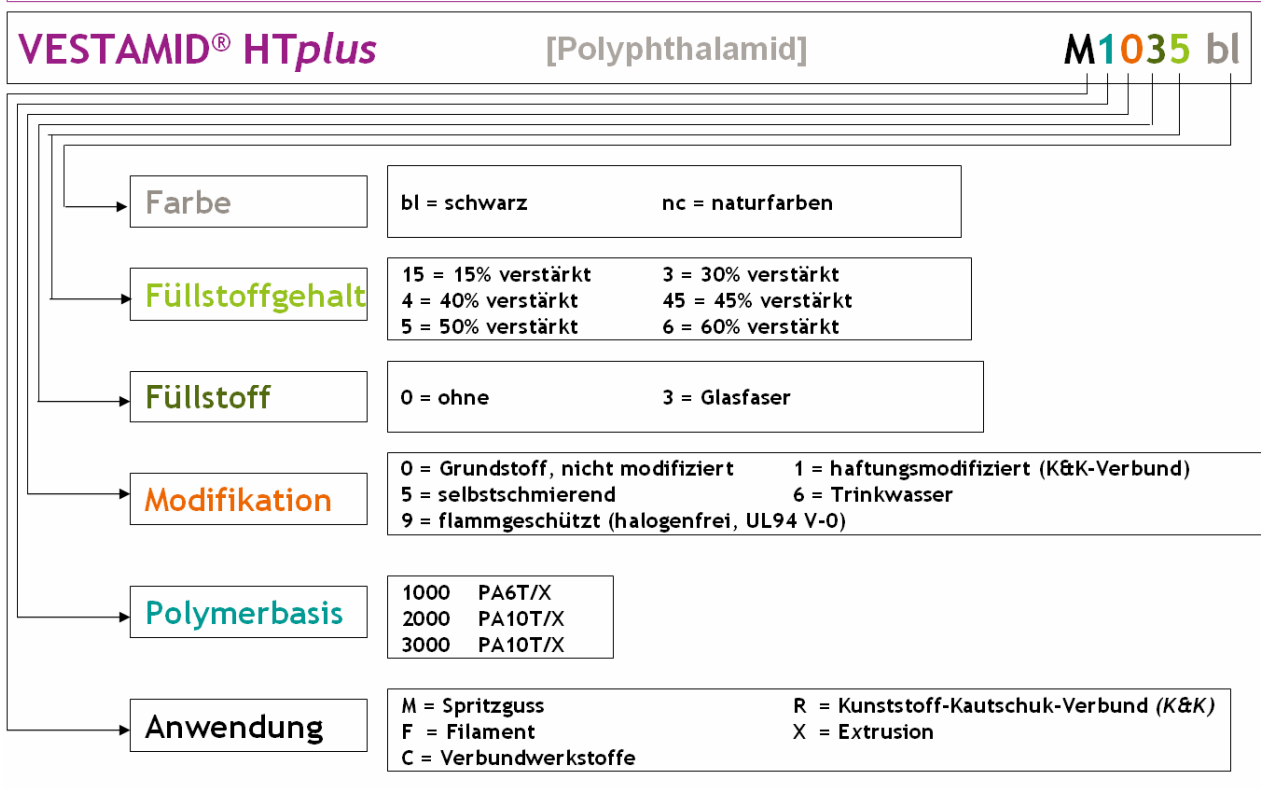 VESTAMID® HTplus [Polyphthalamid] M1035 bl
Farbe
bl = schwarz nc = naturfarben
Füllstoffgehalt
15 = 15% verstärkt 3 = 30% verstärkt
4 = 40% verstärkt 45 = 45% verstärkt
5 = 50% verstärkt 6 = 60% verstärkt
Füllstoff
0 = ohne 3 = Glasfaser
Modifikation
0 = Grundstoff, nicht modifiziert 1 = haftungsmodifiziert (K&K-Verbund)
5 = selbstschmierend 6 = Trinkwasser
9 = flammgeschützt (halogenfrei, UL94 V-0)
Polymerbasis
1000 PA6T/X
2000 PA10T/X
3000 PA10T/X
Anwendung
M = Spritzguss R = Kunststoff-Kautschuk-Verbund (K&K)
F = Filament X = Extrusion
C = Verbundwerkstoffe